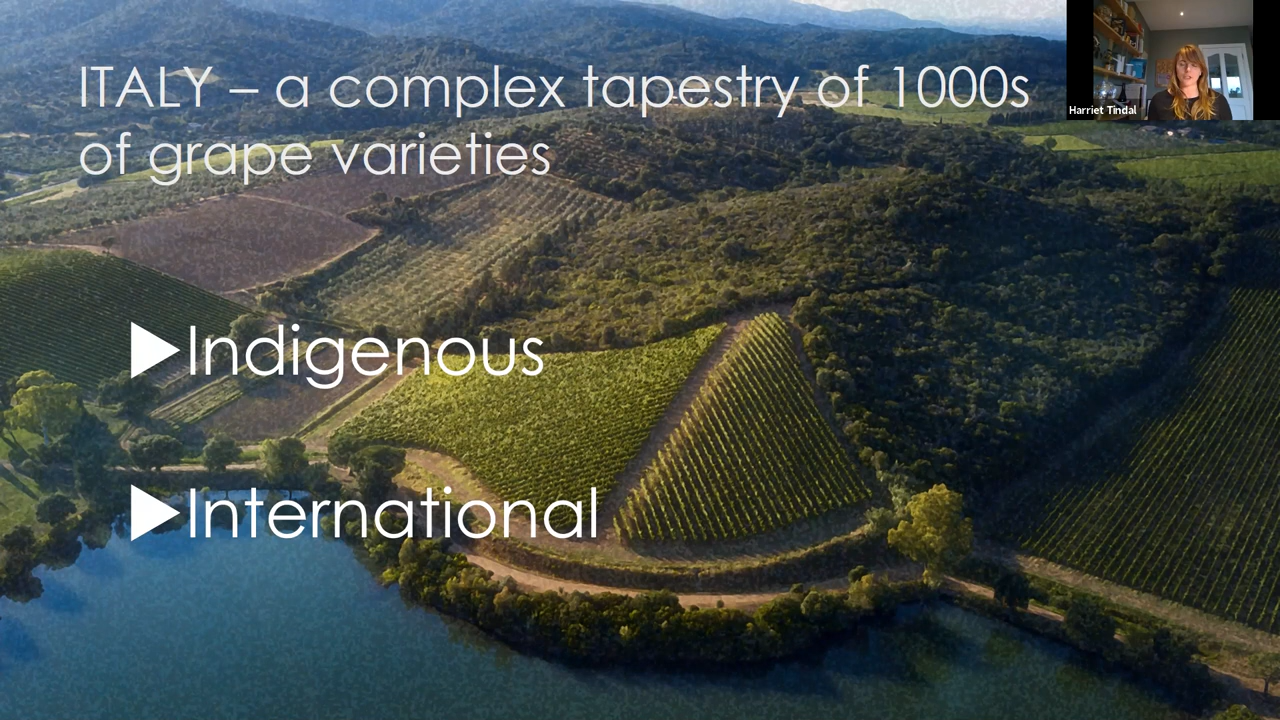 ITALY – a complex tapestry of 1000s
of grape varieties
Harriet Tindal
▶Indigenous
▶International